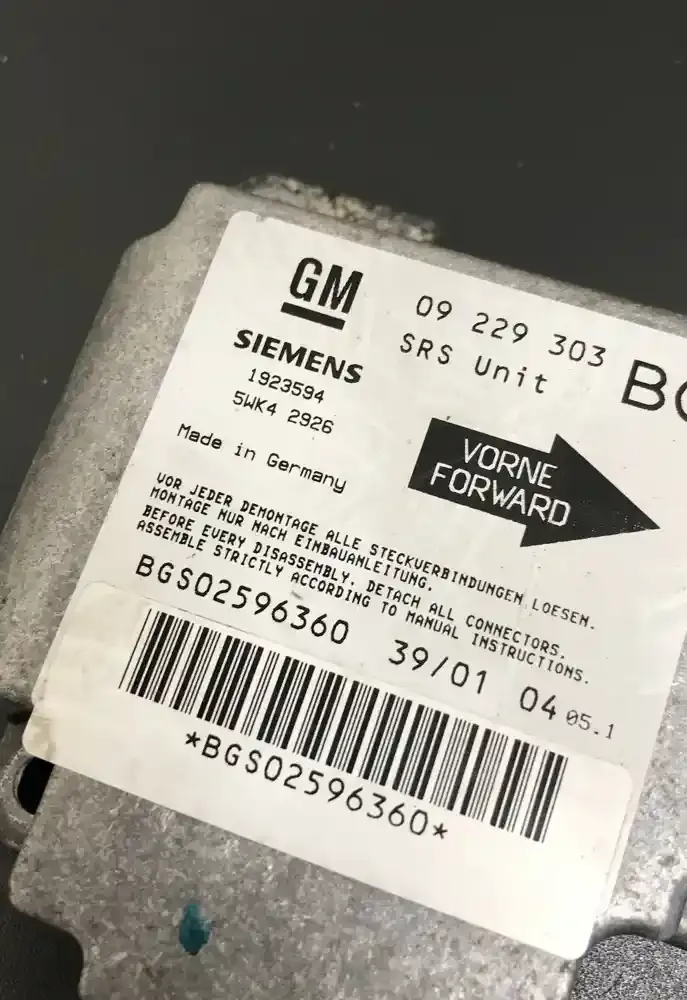 GM
09 229 303
SRS Unit
SIEMENS
1923594
5WK4 2926
Made in Germany
VORNE
FORWARD
VOR JEDER DEMONTAGE ALLE STECKVERBINDUNGEN LOESEN.
MONTAGE NUR NACH EINBAUANLEITUNG.
BEFORE EVERY DISASSEMBLY, DETACH ALL CONNECTORS.
ASSEMBLE STRICTLY ACCORDING TO MANUAL INSTRUCTIONS.
BGS02596360 39/01 04 05.1
*BGS02596360*